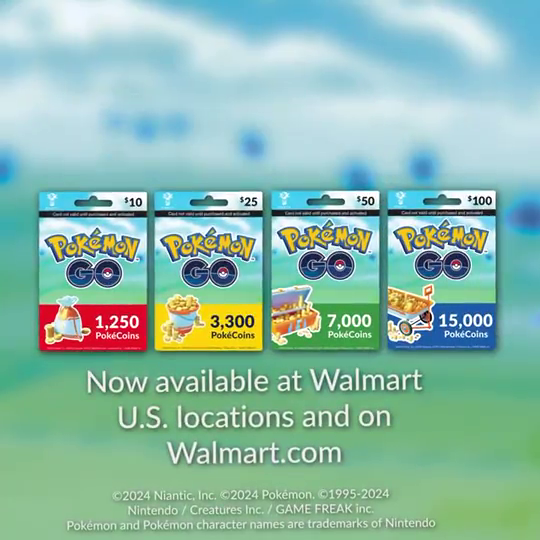 $10
Card not valid until purchased and activated
POKéMON
GO
1,250
PokéCoins
$25
Card not valid until purchased and activated
POKéMON
GO
3,300
PokéCoins
$50
Card not valid until purchased and activated
POKéMON
GO
7,000
PokéCoins
$100
Card not valid until purchased and activated
POKéMON
GO
15,000
PokéCoins
Now available at Walmart
U.S. locations and on
Walmart.com
©2024 Niantic, Inc. ©2024 Pokémon. ©1995-2024
Nintendo / Creatures Inc. / GAME FREAK inc.
Pokémon and Pokémon character names are trademarks of Nintendo